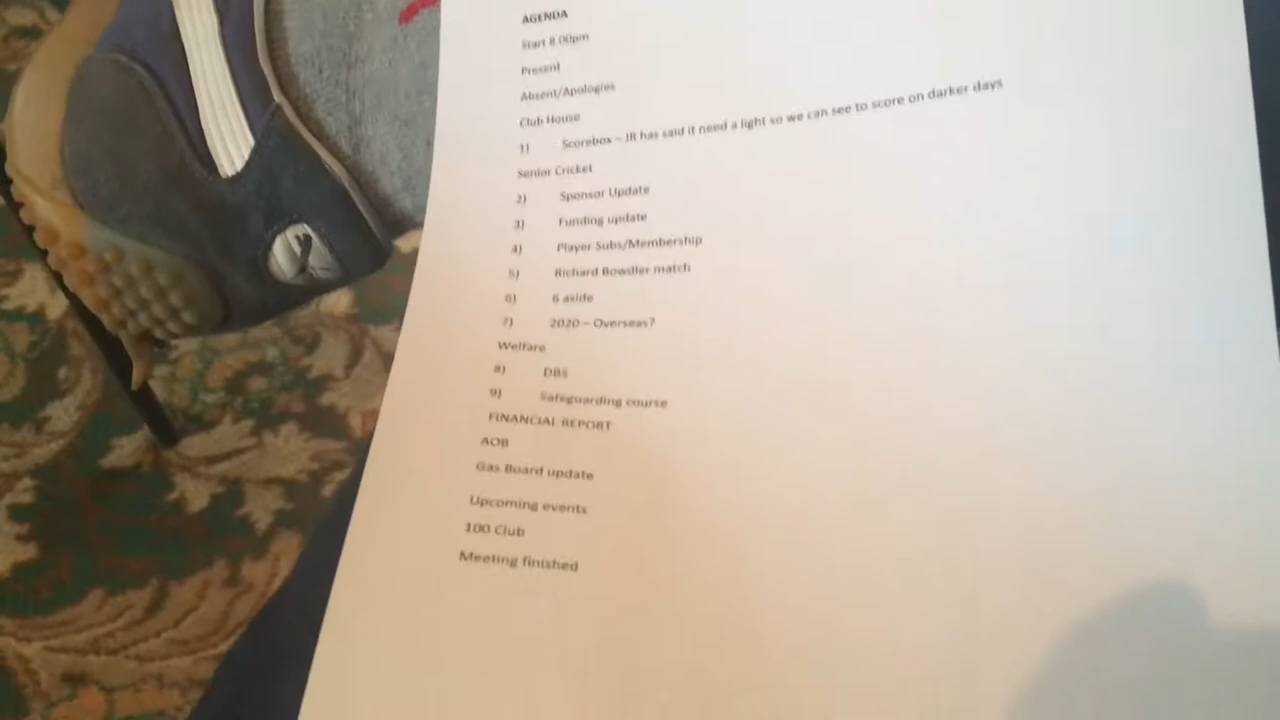 AGENDA
Start 8.00pm
Present
Absent/Apologies
Club House
1) Scorebox – JR has said it need a light so we can see to score on darker days
Senior Cricket
2) Sponsor Update
3) Funding update
4) Player Subs/Membership
5) Richard Bowdler match
6) 6 aside
7) 2020 – Overseas?
Welfare
8) DBS
9) Safeguarding course
FINANCIAL REPORT
AOB
Gas Board update
Upcoming events
100 Club
Meeting finished